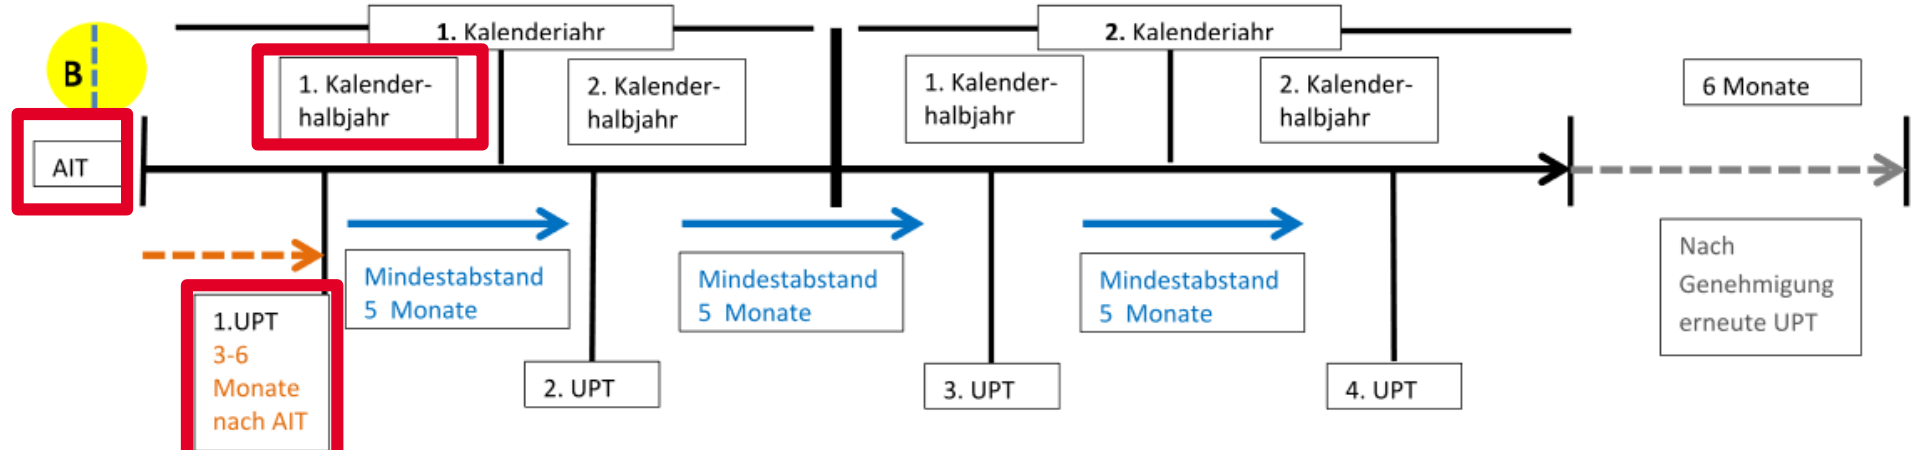 1. Kalenderjahr
2. Kalenderjahr
B
1. Kalender-
halbjahr
2. Kalender-
halbjahr
1. Kalender-
halbjahr
2. Kalender-
halbjahr
6 Monate
AIT
Mindestabstand
5 Monate
Mindestabstand
5 Monate
Mindestabstand
5 Monate
Nach
Genehmigung
erneute UPT
1.UPT
3-6
Monate
nach AIT
2. UPT
3. UPT
4. UPT